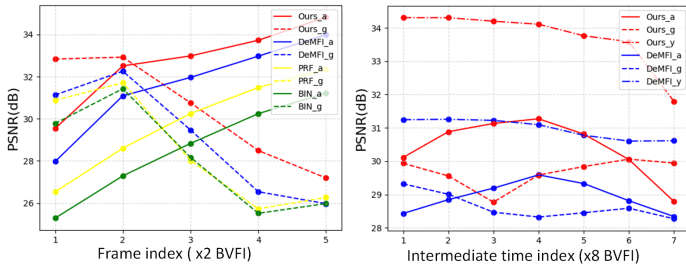 PSNR(dB)
34
32
30
28
26
1 2 3 4 5
Frame index ( x2 BVFI)
Ours_a
Ours_g
DeMFI_a
DeMFI_g
PRF_a
PRF_g
BIN_a
BIN_g
PSNR(dB)
34
33
32
31
30
29
28
1 2 3 4 5 6 7
Intermediate time index (x8 BVFI)
Ours_a
Ours_g
Ours_y
DeMFI_a
DeMFI_g
DeMFI_y